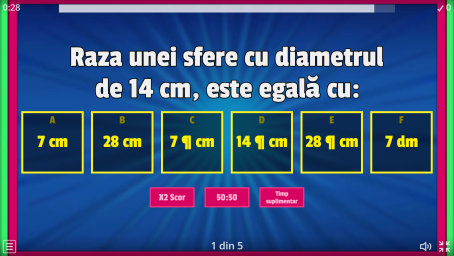 0:28
0
Raza unei sfere cu diametrul
de 14 cm, este egală cu:
A
B
C
D
E
F
7 cm
28 cm
7 ¶ cm
14 ¶ cm
28 ¶ cm
7 dm
X2 Scor
50:50
Timp
suplimentar
1 din 5